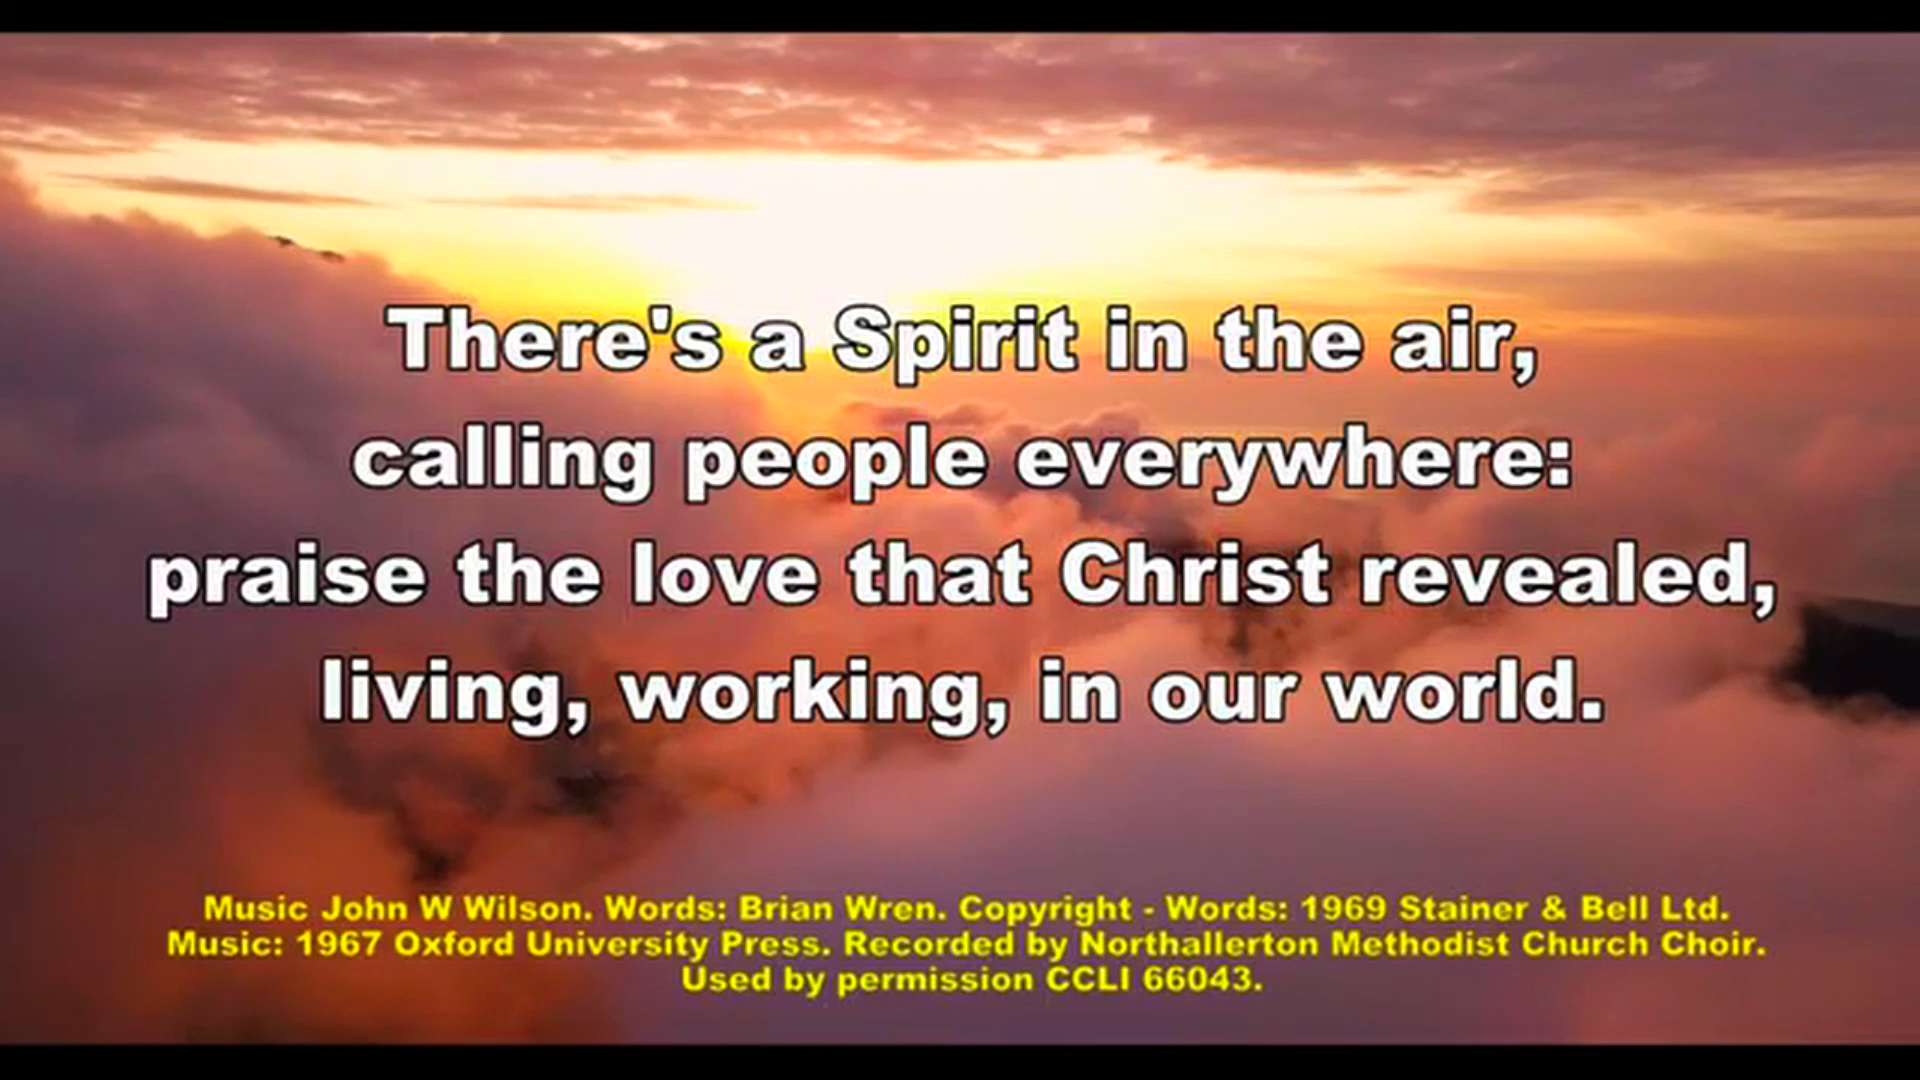 There's a Spirit in the air,
calling people everywhere:
praise the love that Christ revealed,
living, working, in our world.
Music John W Wilson. Words: Brian Wren. Copyright - Words: 1969 Stainer & Bell Ltd.
Music: 1967 Oxford University Press. Recorded by Northallerton Methodist Church Choir.
Used by permission CCLI 66043.